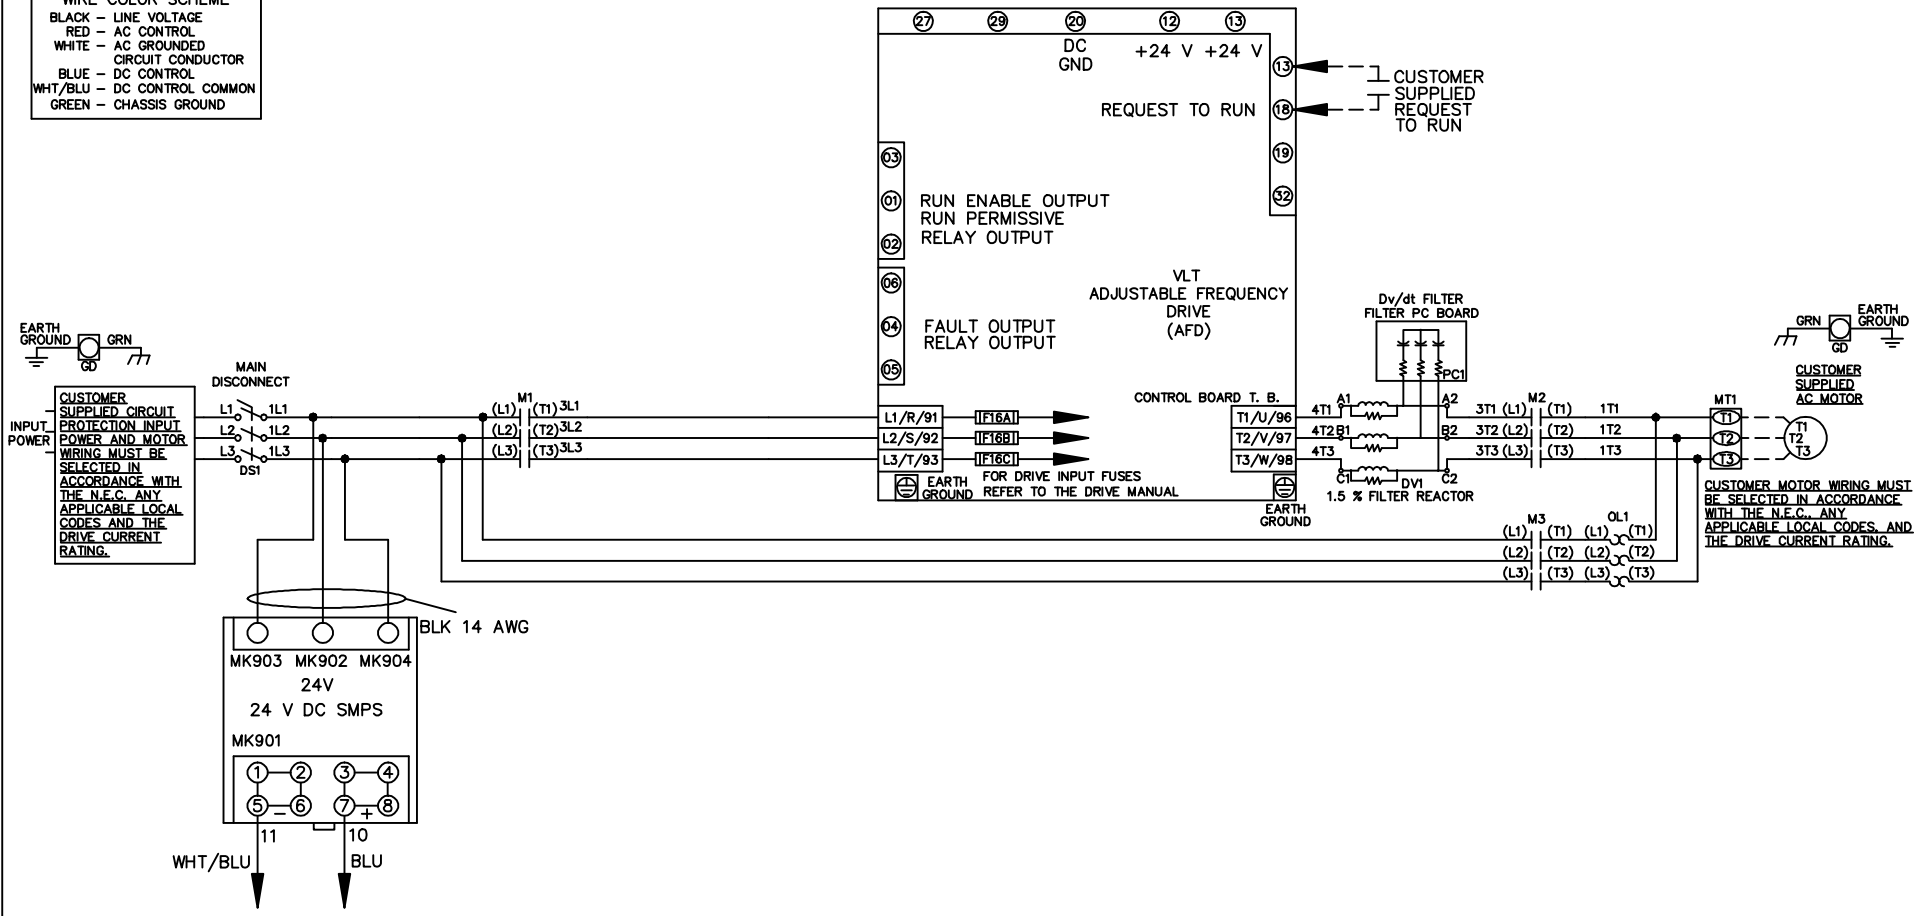 WIRE COLOR SCHEME
BLACK – LINE VOLTAGE
RED – AC CONTROL
WHITE – AC GROUNDED
CIRCUIT CONDUCTOR
BLUE – DC CONTROL
WHT/BLU – DC CONTROL COMMON
GREEN – CHASSIS GROUND
27 29 20 12 13
DC
GND
+24 V +24 V
13
REQUEST TO RUN
18
19
32
CUSTOMER
SUPPLIED
REQUEST
TO RUN
03
01
02
RUN ENABLE OUTPUT
RUN PERMISSIVE
RELAY OUTPUT
06
04
05
FAULT OUTPUT
RELAY OUTPUT
VLT
ADJUSTABLE FREQUENCY
DRIVE
(AFD)
Dv/dt FILTER
FILTER PC BOARD
PC1
EARTH
GROUND
GRN
GD
GRN
EARTH
GROUND
GD
CUSTOMER
SUPPLIED
AC MOTOR
INPUT
POWER
CUSTOMER
SUPPLIED CIRCUIT
PROTECTION INPUT
POWER AND MOTOR
WIRING MUST BE
SELECTED IN
ACCORDANCE WITH
THE N.E.C. ANY
APPLICABLE LOCAL
CODES AND THE
DRIVE CURRENT
RATING.
MAIN
DISCONNECT
L1 1L1
L2 1L2
L3 1L3
DS1
M1
(L1) (T1) 3L1
(L2) (T2) 3L2
(L3) (T3) 3L3
CONTROL BOARD T. B.
L1/R/91 F16A
L2/S/92 F16B
L3/T/93 F16C
EARTH
GROUND
FOR DRIVE INPUT FUSES
REFER TO THE DRIVE MANUAL
T1/U/96
T2/V/97
T3/W/98
EARTH
GROUND
4T1 A1 A2
4T2 B1 B2
4T3
C1 C2
DV1
1.5 % FILTER REACTOR
M2
3T1 (L1) (T1) 1T1
3T2 (L2) (T2) 1T2
3T3 (L3) (T3) 1T3
MT1
T1
T2
T3
T1
T2
T3
CUSTOMER MOTOR WIRING MUST
BE SELECTED IN ACCORDANCE
WITH THE N.E.C., ANY
APPLICABLE LOCAL CODES, AND
THE DRIVE CURRENT RATING.
M3 OL1
(L1) (T1) (L1) (T1)
(L2) (T2) (L2) (T2)
(L3) (T3) (L3) (T3)
BLK 14 AWG
MK903 MK902 MK904
24V
24 V DC SMPS
MK901
1 2 3 4
5 6 7 8
– +
11 10
WHT/BLU BLU